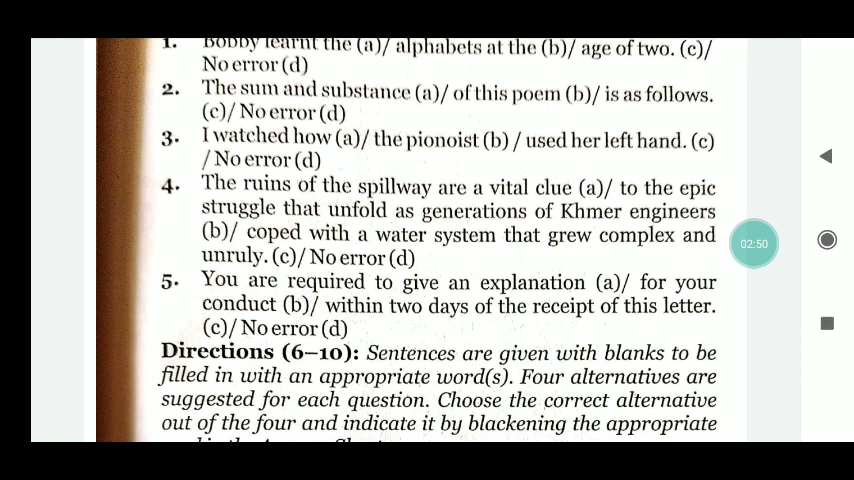 1. Bobby learnt the (a)/ alphabets at the (b)/ age of two. (c)/
No error (d)
2. The sum and substance (a)/ of this poem (b)/ is as follows.
(c)/ No error (d)
3. I watched how (a)/ the pionoist (b) / used her left hand. (c)
/ No error (d)
4. The ruins of the spillway are a vital clue (a)/ to the epic
struggle that unfold as generations of Khmer engineers
(b)/ coped with a water system that grew complex and
unruly. (c)/ No error (d)
02:50
5. You are required to give an explanation (a)/ for your
conduct (b)/ within two days of the receipt of this letter.
(c)/ No error (d)
Directions (6–10): Sentences are given with blanks to be
filled in with an appropriate word(s). Four alternatives are
suggested for each question. Choose the correct alternative
out of the four and indicate it by blackening the appropriate